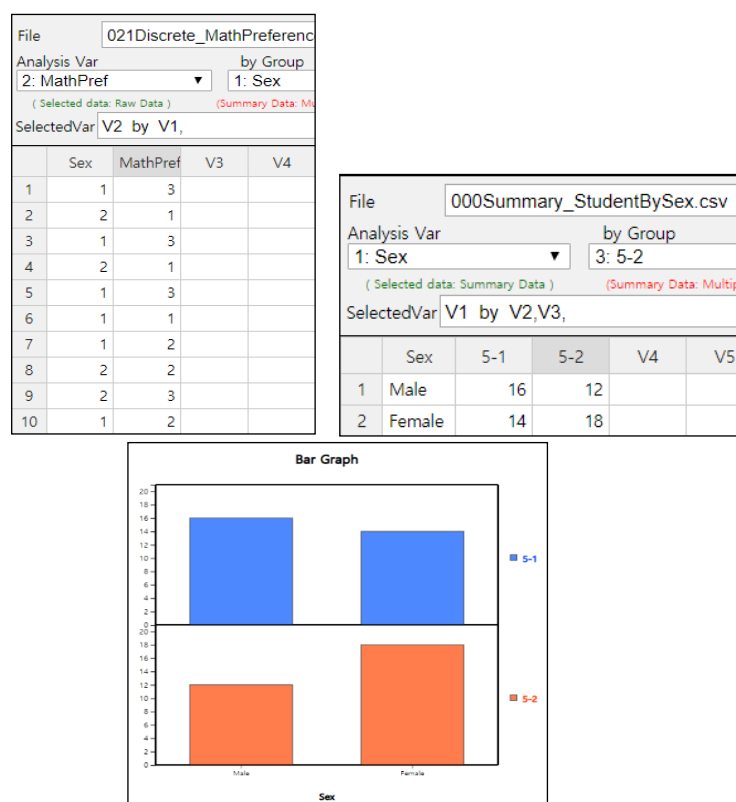 File 021Discrete_MathPreferenc
Analysis Var by Group
2: MathPref ▼ 1: Sex
( Selected data: Raw Data ) (Summary Data: Mu
SelectedVar V2 by V1,
Sex MathPref V3 V4
1 1 3
2 2 1
3 1 3
4 2 1
5 1 3
6 1 1
7 1 2
8 2 2
9 2 3
10 1 2
File 000Summary_StudentBySex.csv
Analysis Var by Group
1: Sex ▼ 3: 5-2
( Selected data: Summary Data ) (Summary Data: Multip
SelectedVar V1 by V2,V3,
Sex 5-1 5-2 V4 V5
1 Male 16 12
2 Female 14 18
Bar Graph
20
18
16
14
12
10
8
6
4
2
0
5-1
20
18
16
14
12
10
8
6
4
2
0
5-2
Male Female
Sex